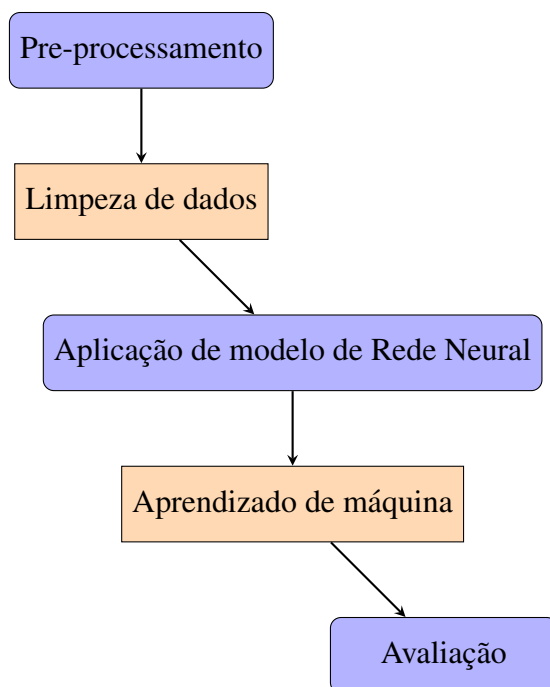 Pre-processamento
Limpeza de dados
Aplicação de modelo de Rede Neural
Aprendizado de máquina
Avaliação